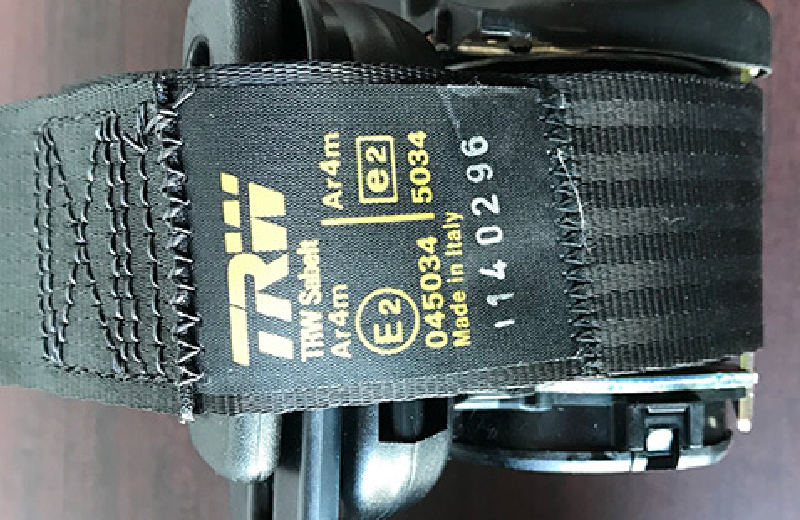 TRW
TRW Sabelt
Ar4m
Ar4m
E2
e2
045034
5034
Made in Italy
1140296